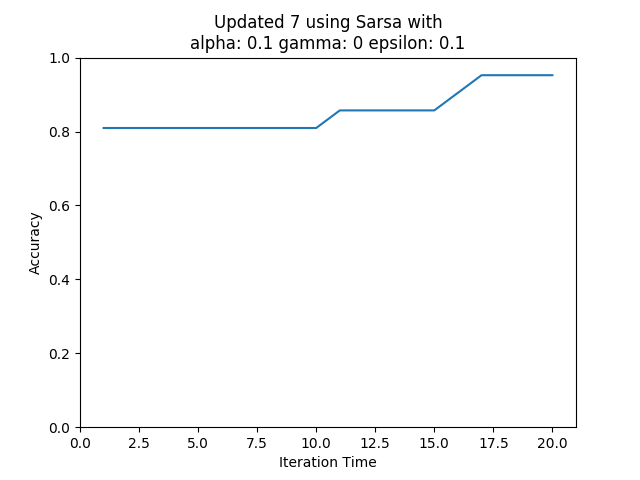 Updated 7 using Sarsa with
alpha: 0.1 gamma: 0 epsilon: 0.1
1.0
0.8
0.6
0.4
0.2
0.0
Accuracy
0.0 2.5 5.0 7.5 10.0 12.5 15.0 17.5 20.0
Iteration Time